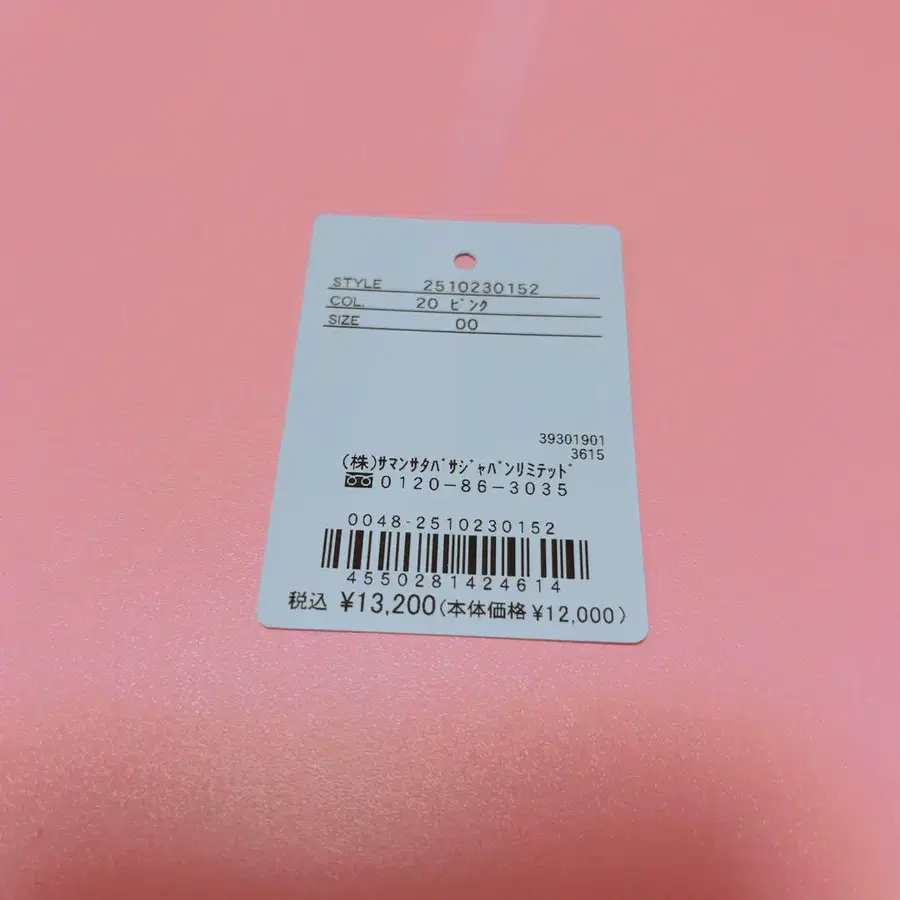 STYLE 2510230152
COL. 20 ﾋﾟﾝｸ
SIZE 00
39301901
3615
(株)ｻﾏﾝｻﾀﾊﾞｻｼﾞｬﾊﾟﾝﾘﾐﾃｯﾄﾞ
0120-86-3035
0048-2510230152
4550281424614
税込 ¥13,200(本体価格 ¥12,000)